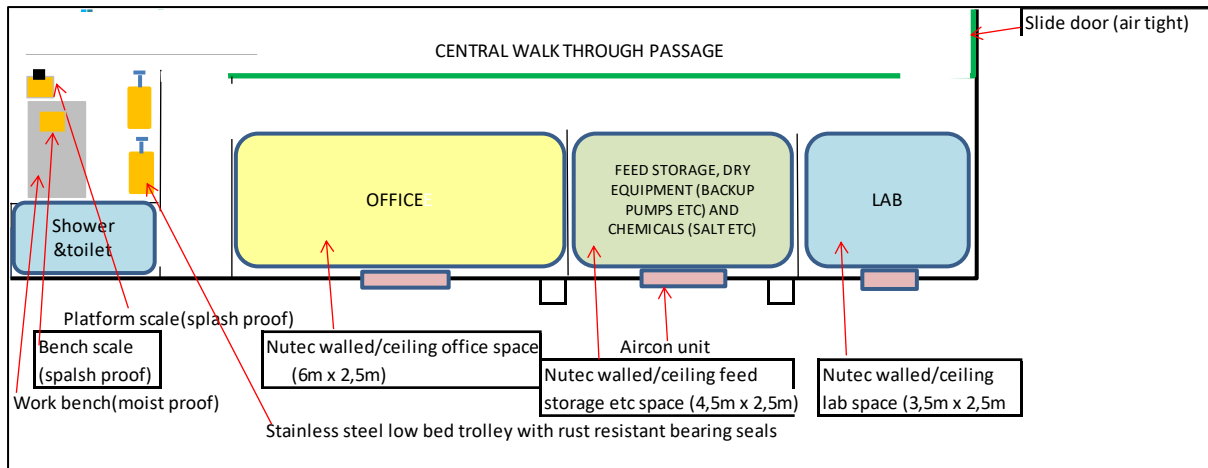 Slide door (air tight)
CENTRAL WALK THROUGH PASSAGE
OFFICE
FEED STORAGE, DRY
EQUIPMENT (BACKUP
PUMPS ETC) AND
CHEMICALS (SALT ETC)
LAB
Shower
&toilet
Platform scale(splash proof)
Bench scale
(spalsh proof)
Work bench(moist proof)
Nutec walled/ceiling office space
(6m x 2,5m)
Aircon unit
Nutec walled/ceiling feed
storage etc space (4,5m x 2,5m)
Nutec walled/ceiling
lab space (3,5m x 2,5m
Stainless steel low bed trolley with rust resistant bearing seals